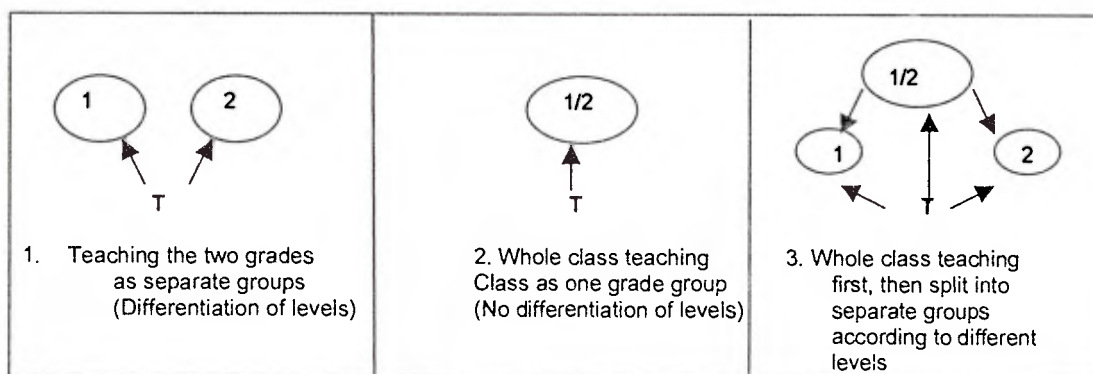 1
2
T
1. Teaching the two grades
as separate groups
(Differentiation of levels)
1/2
T
2. Whole class teaching
Class as one grade group
(No differentiation of levels)
1/2
1
2
T
3. Whole class teaching
first, then split into
separate groups
according to different
levels